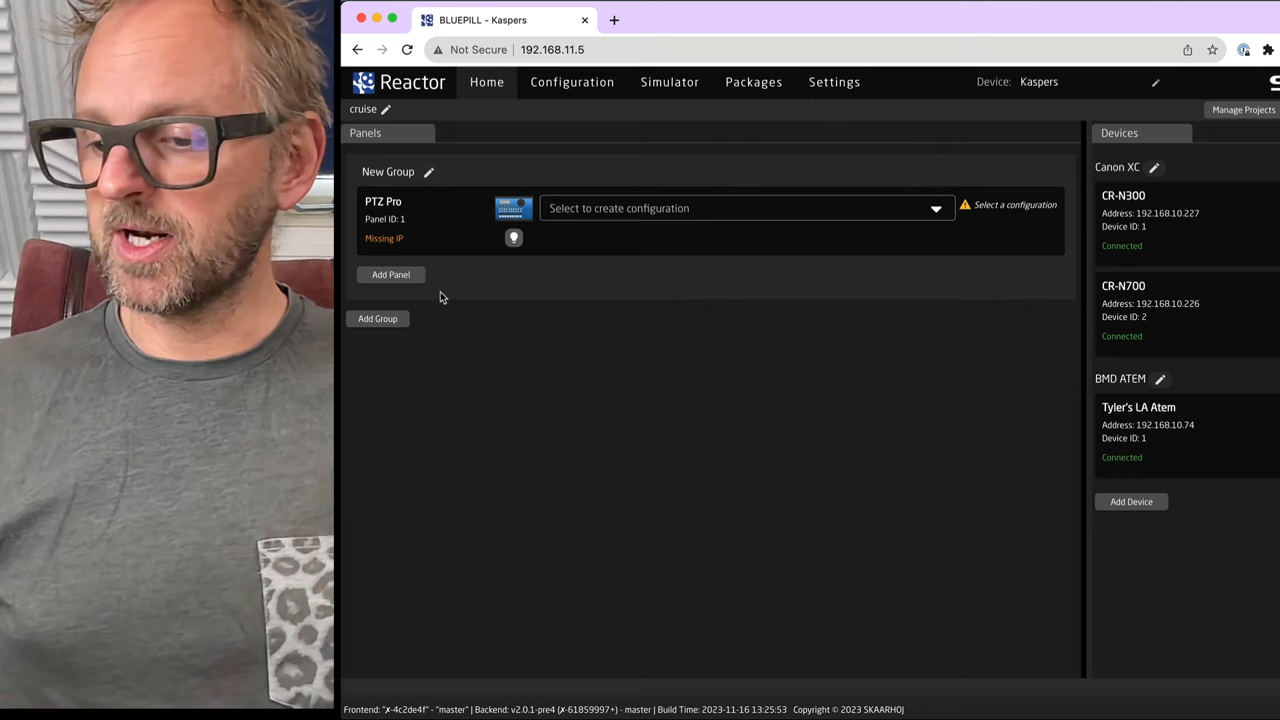 BLUEPILL - Kaspers
Not Secure
192.168.11.5
Reactor
Home
Configuration
Simulator
Packages
Settings
Device: Kaspers
cruise
Manage Projects
Panels
New Group
PTZ Pro
Panel ID: 1
Missing IP
Select to create configuration
Select a configuration
Add Panel
Add Group
Devices
Canon XC
CR-N300
Address: 192.168.10.227
Device ID: 1
Connected
CR-N700
Address: 192.168.10.226
Device ID: 2
Connected
BMD ATEM
Tyler's LA Atem
Address: 192.168.10.74
Device ID: 1
Connected
Add Device
Frontend: "✗-4c2de4f" - "master" | Backend: v2.0.1-pre4 (✗-61859997+) - master | Build Time: 2023-11-16 13:25:53 Copyright © 2023 SKAARHOJ